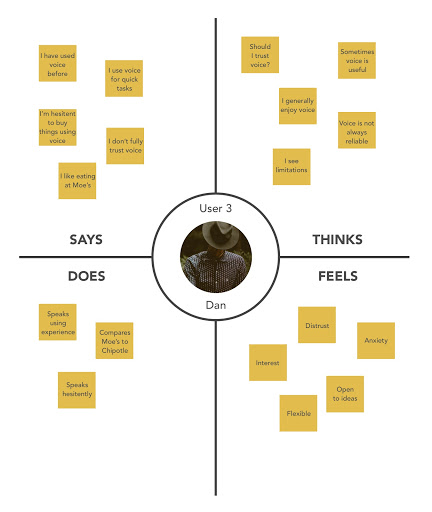 I have used
voice
before
I use voice
for quick
tasks
I'm hesitent
to buy
things using
voice
I don't fully
trust voice
I like eating
at Moe's
SAYS
Should
I trust
voice?
Sometimes
voice is
useful
I generally
enjoy voice
Voice is not
always
reliable
I see
limitations
THINKS
User 3
Dan
DOES
Speaks
using
experience
Compares
Moe's to
Chipotle
Speaks
hesitently
FEELS
Distrust
Anxiety
Interest
Open
to ideas
Flexible